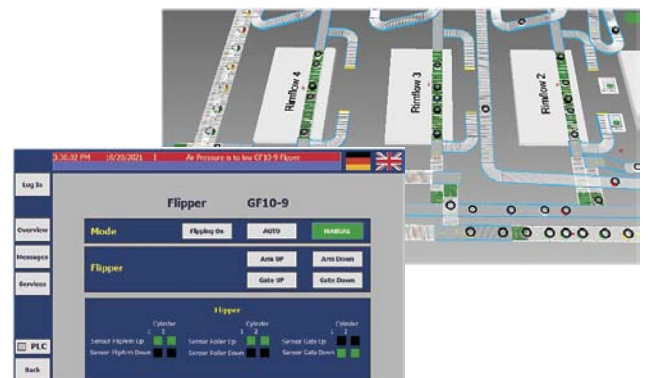 Rimflow 4
Rimflow 3
Rimflow 2
3:30:32 PM 10/20/2021 1 Air Pressure is to low GF10-9 Flipper
Log In
Flipper GF10-9
Overview
Mode Flipping On AUTO MANUAL
Messages
Flipper Arm UP Arm Down
Services
Gate UP Gate Down
Flipper
Cylinder Cylinder Cylinder
1 2 1 2 1 2
Sensor FlipArm Up Sensor Roller Up Sensor Gate Up
PLC
Sensor FlipArm Down Sensor Roller Down Sensor Gate Down
Back